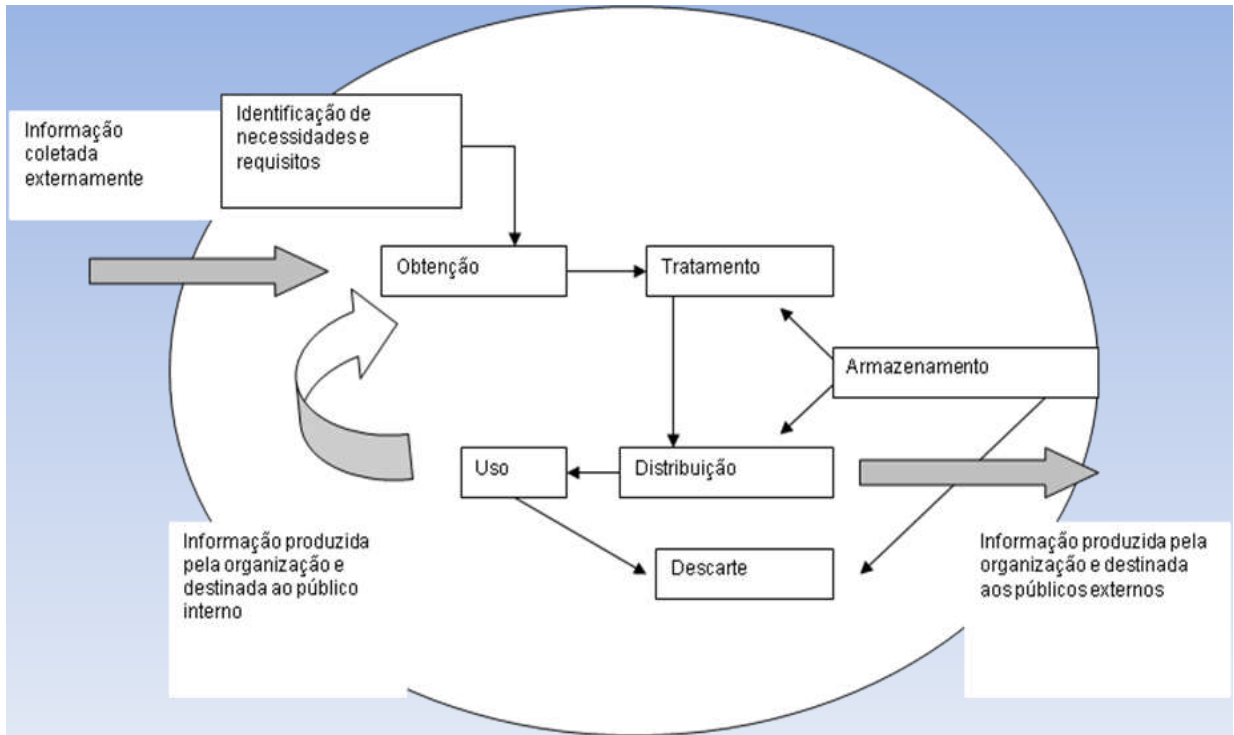 Informação
coletada
externamente
Identificação de
necessidades e
requisitos
Obtenção
Tratamento
Armazenamento
Uso
Distribuição
Descarte
Informação produzida
pela organização e
destinada ao público
interno
Informação produzida pela
organização e destinada
aos públicos externos